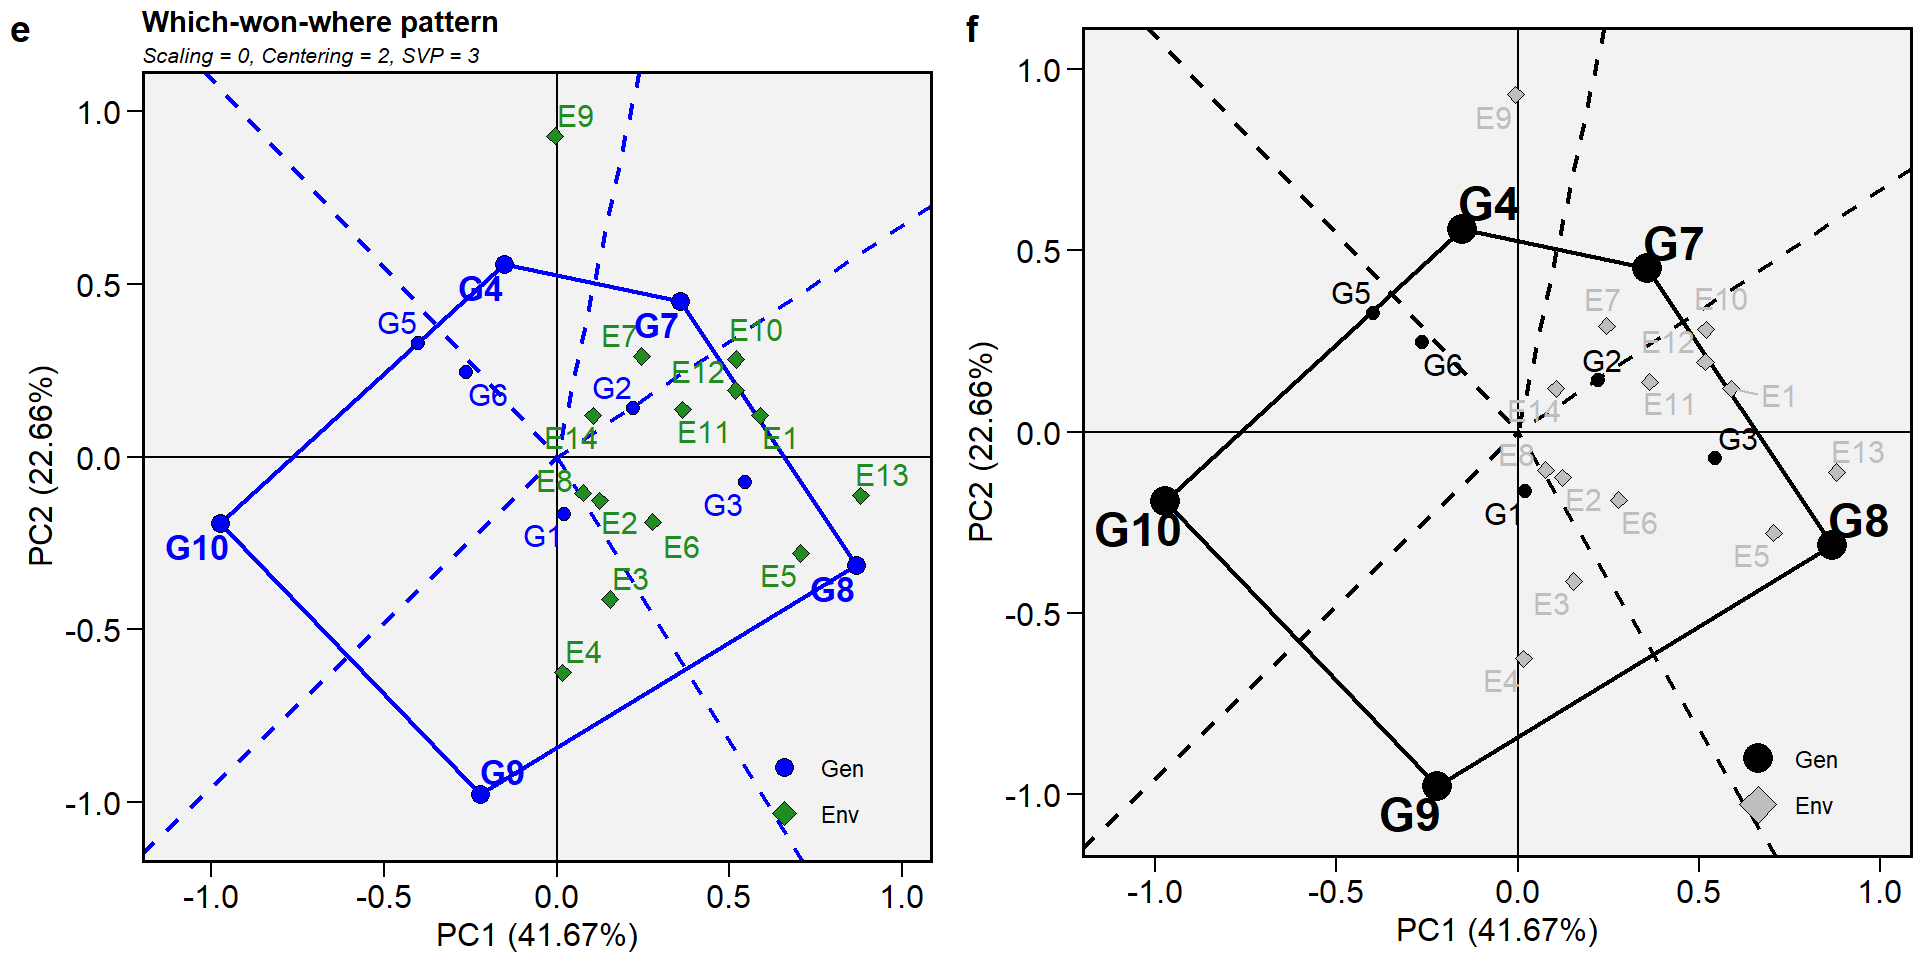 e
Which-won-where pattern
Scaling = 0, Centering = 2, SVP = 3
1.0
0.5
0.0
-0.5
-1.0
PC2 (22.66%)
E9
G4
G5
G6
G7
E7
E10
E12
G2
E11
E14
E1
E8
E13
G3
E2
G1
E6
G10
E3
E5
G8
E4
G9
Gen
Env
-1.0
-0.5
0.0
0.5
1.0
PC1 (41.67%)
f
1.0
0.5
0.0
-0.5
-1.0
PC2 (22.66%)
E9
G4
G7
G5
E7
E10
E12
G6
G2
E14
E11
E1
G3
E8
E13
E2
G1
E6
G10
G8
E5
E3
E4
G9
Gen
Env
-1.0
-0.5
0.0
0.5
1.0
PC1 (41.67%)